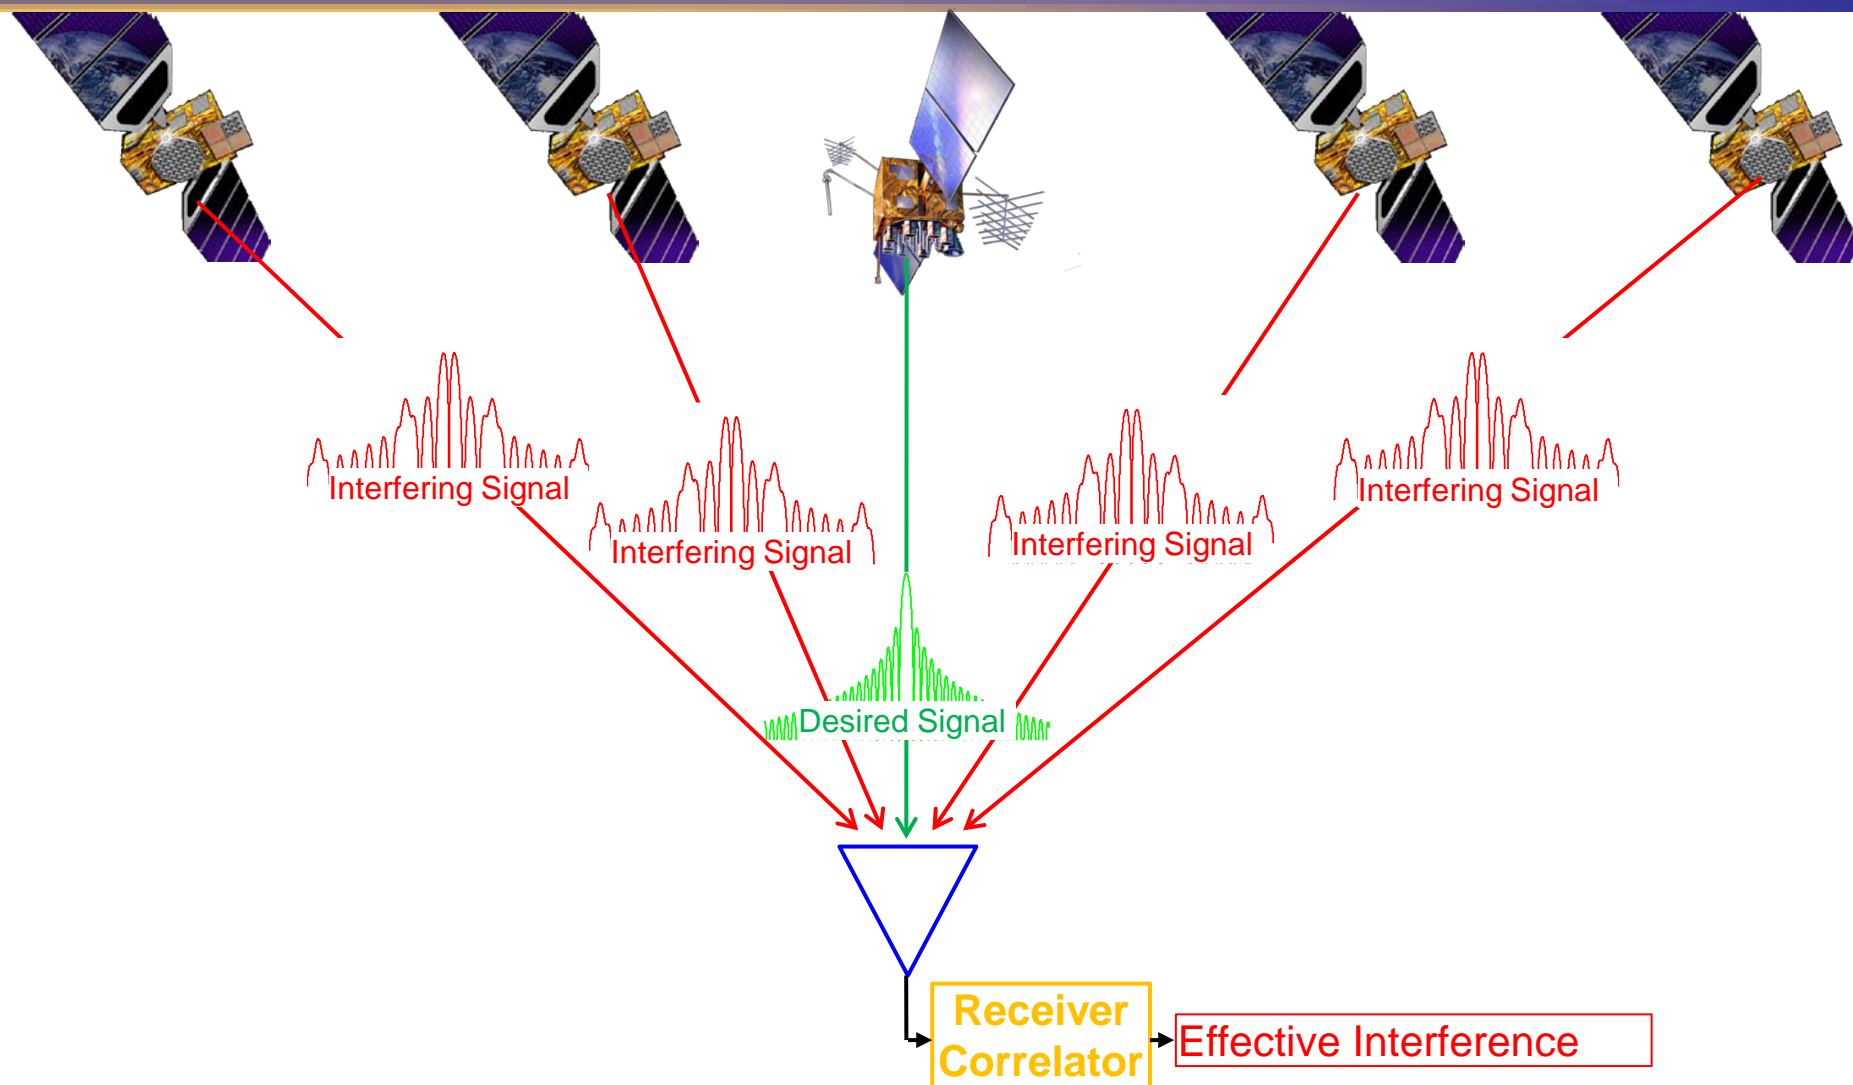 Interfering Signal
Interfering Signal
Interfering Signal
Interfering Signal
Desired Signal
Receiver
Correlator
Effective Interference